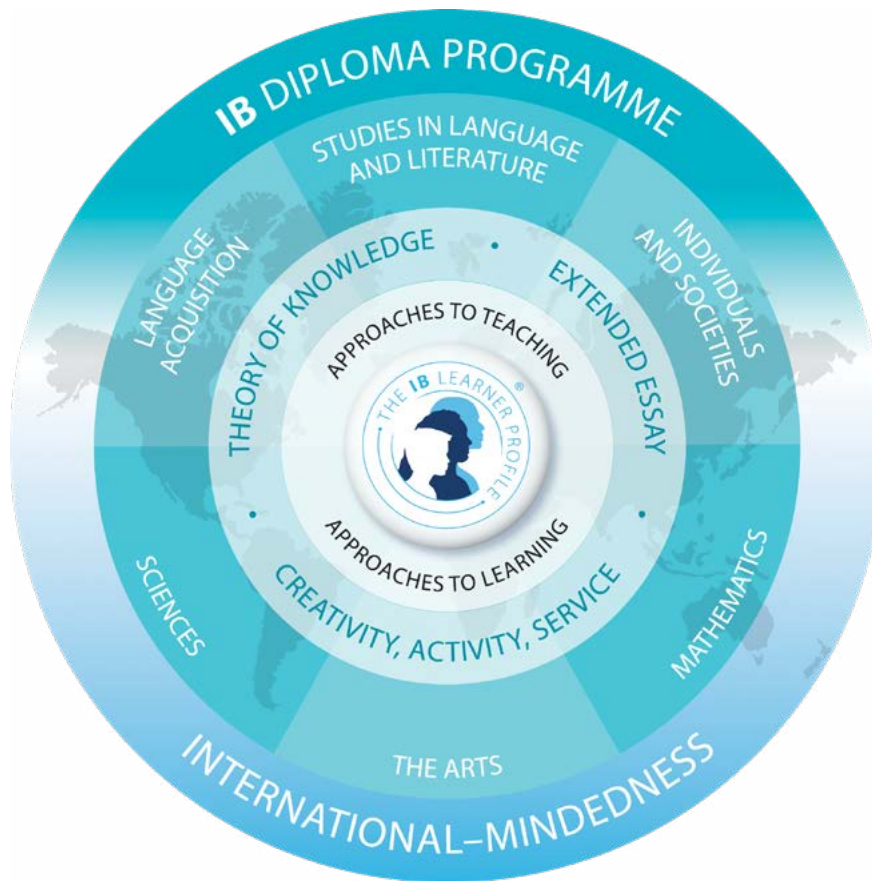 IB DIPLOMA PROGRAMME
STUDIES IN LANGUAGE
AND LITERATURE
LANGUAGE
ACQUISITION
INDIVIDUALS
AND SOCIETIES
THEORY OF KNOWLEDGE
•
EXTENDED ESSAY
APPROACHES TO TEACHING
THE IB LEARNER PROFILE®
APPROACHES TO LEARNING
•
•
CREATIVITY, ACTIVITY, SERVICE
SCIENCES
MATHEMATICS
THE ARTS
INTERNATIONAL–MINDEDNESS